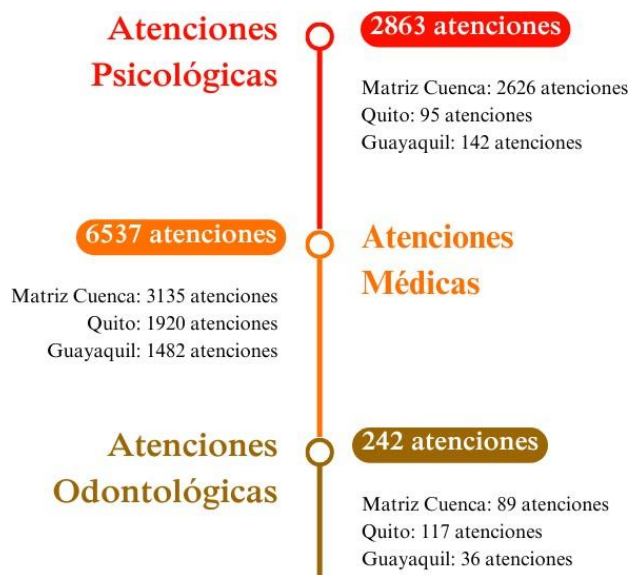 Atenciones
Psicológicas
2863 atenciones
Matriz Cuenca: 2626 atenciones
Quito: 95 atenciones
Guayaquil: 142 atenciones
6537 atenciones
Matriz Cuenca: 3135 atenciones
Quito: 1920 atenciones
Guayaquil: 1482 atenciones
Atenciones
Médicas
Atenciones
Odontológicas
242 atenciones
Matriz Cuenca: 89 atenciones
Quito: 117 atenciones
Guayaquil: 36 atenciones